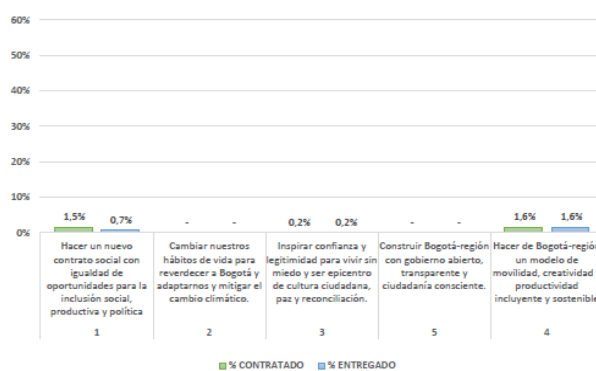 60%
50%
40%
30%
20%
10%
0%
1,5%
0,7%
-
-
0,2%
0,2%
-
-
1,6%
1,6%
Hacer un nuevo
contrato social con
igualdad de
oportunidades para la
inclusión social,
productiva y política
Cambiar nuestros
hábitos de vida para
reverdecer a Bogotá y
adaptarnos y mitigar el
cambio climático.
Inspirar confianza y
legitimidad para vivir sin
miedo y ser epicentro
de cultura ciudadana,
paz y reconciliación.
Construir Bogotá-región
con gobierno abierto,
transparente y
ciudadanía consciente.
Hacer de Bogotá-región
un modelo de
movilidad, creatividad
productividad
incluyente y sostenible
1
2
3
5
4
% CONTRATADO
% ENTREGADO